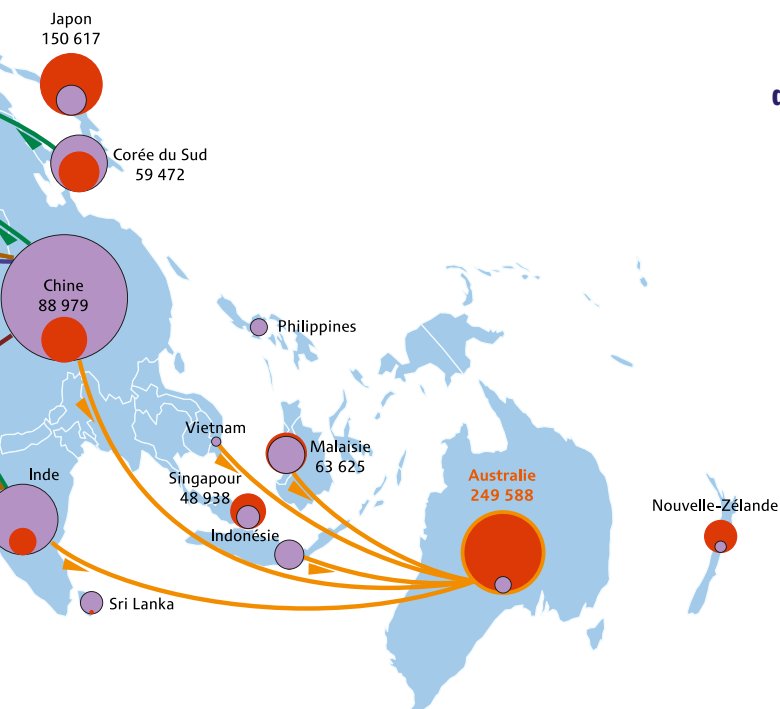 Japon
150 617
Corée du Sud
59 472
Chine
88 979
Philippines
Vietnam
Malaisie
63 625
Inde
Singapour
48 938
Australie
249 588
Nouvelle-Zélande
Indonésie
Sri Lanka